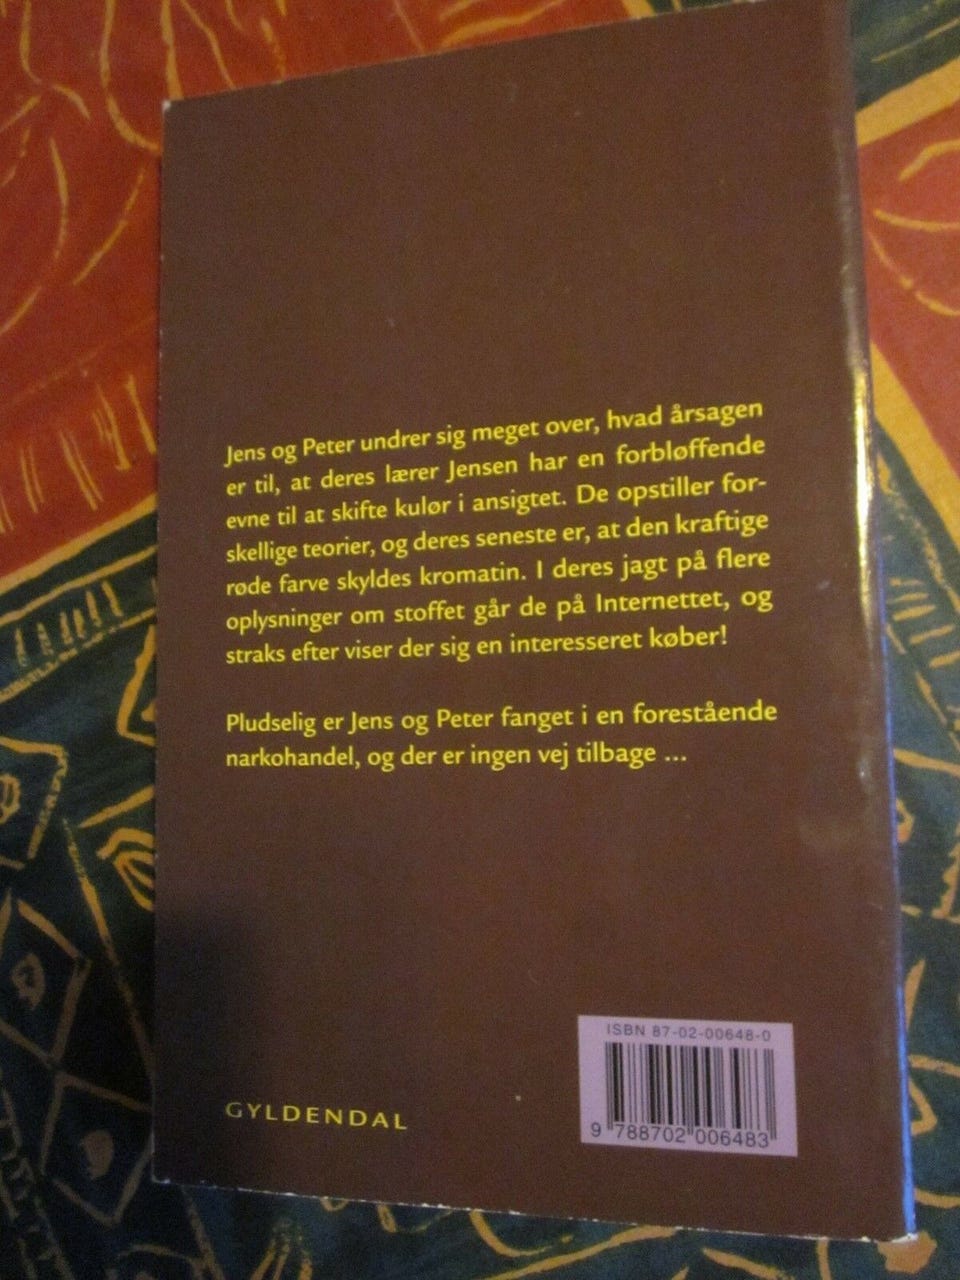 Jens og Peter undrer sig meget over, hvad årsagen
er til, at deres lærer Jensen har en forbløffende
evne til at skifte kulør i ansigtet. De opstiller for-
skellige teorier, og deres seneste er, at den kraftige
røde farve skyldes kromatin. I deres jagt på flere
oplysninger om stoffet går de på Internettet, og
straks efter viser der sig en interesseret køber!
Pludselig er Jens og Peter fanget i en forestående
narkohandel, og der er ingen vej tilbage ...
ISBN 87-02-00648-0
9 788702 006483
GYLDENDAL